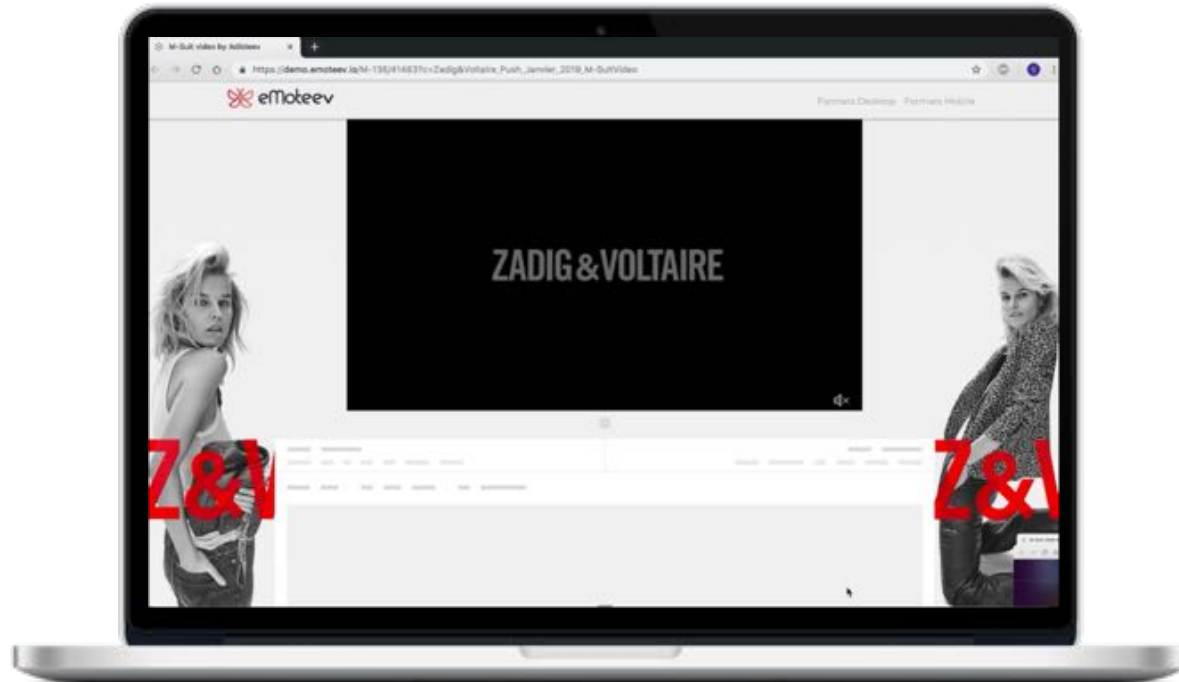 M-Suit video by Adikteev
https://demo.emoteev.io/M-136/41463?c=Zadig&Voltaire_Push_Janvier_2019_M-SuitVideo
eMoteev
Formats Desktop Formats Mobile
ZADIG & VOLTAIRE
Z&V
Z&V